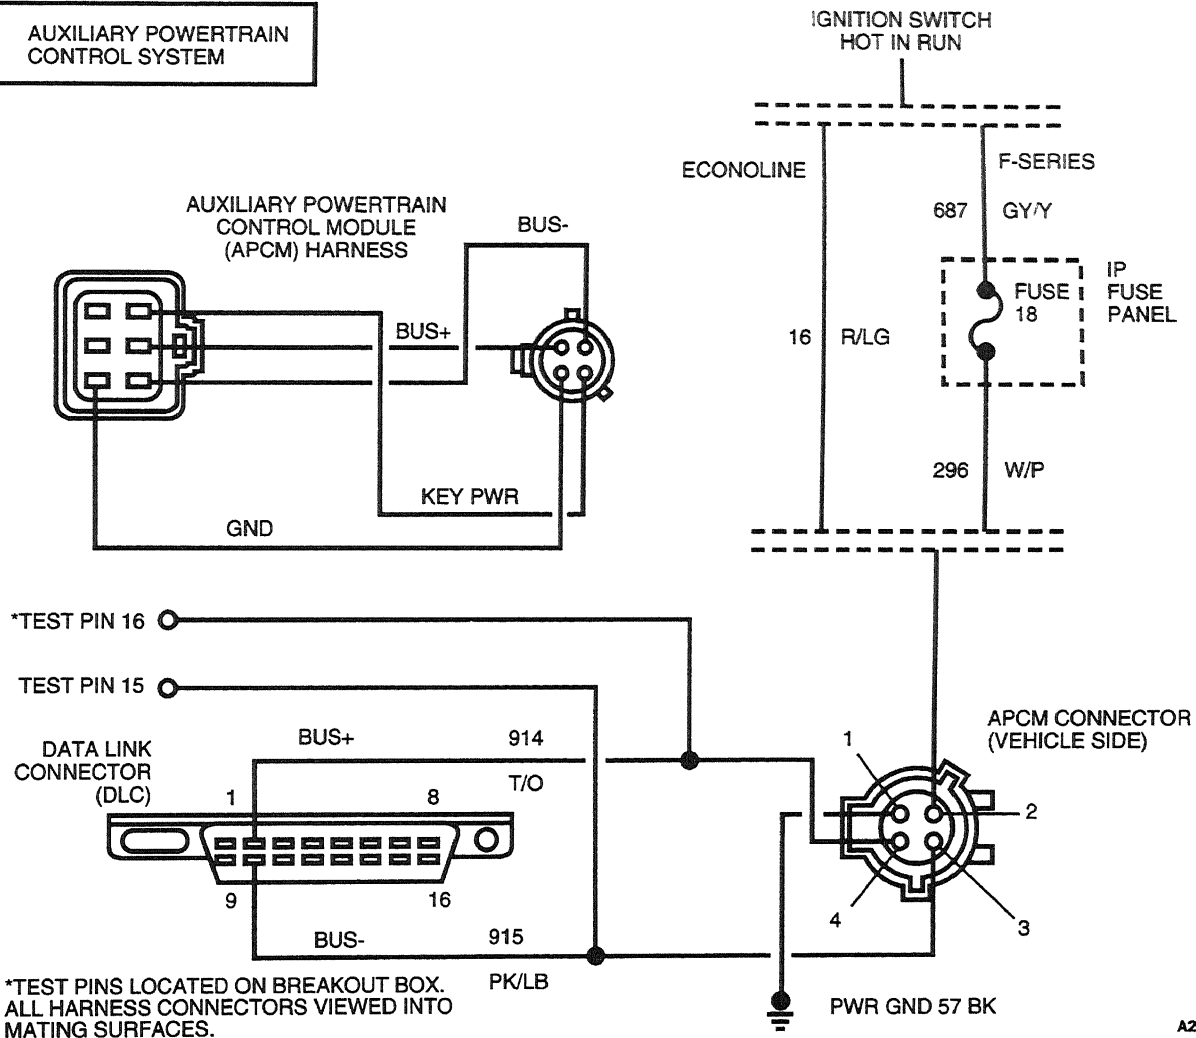 AUXILIARY POWERTRAIN
CONTROL SYSTEM
IGNITION SWITCH
HOT IN RUN
ECONOLINE
F-SERIES
687
GY/Y
AUXILIARY POWERTRAIN
CONTROL MODULE
(APCM) HARNESS
BUS-
BUS+
16
R/LG
FUSE
18
IP
FUSE
PANEL
296
W/P
KEY PWR
GND
*TEST PIN 16
TEST PIN 15
DATA LINK
CONNECTOR
(DLC)
BUS+
914
T/O
1
8
9
16
BUS-
915
PK/LB
APCM CONNECTOR
(VEHICLE SIDE)
1
2
3
4
PWR GND 57 BK
*TEST PINS LOCATED ON BREAKOUT BOX.
ALL HARNESS CONNECTORS VIEWED INTO
MATING SURFACES.
A2